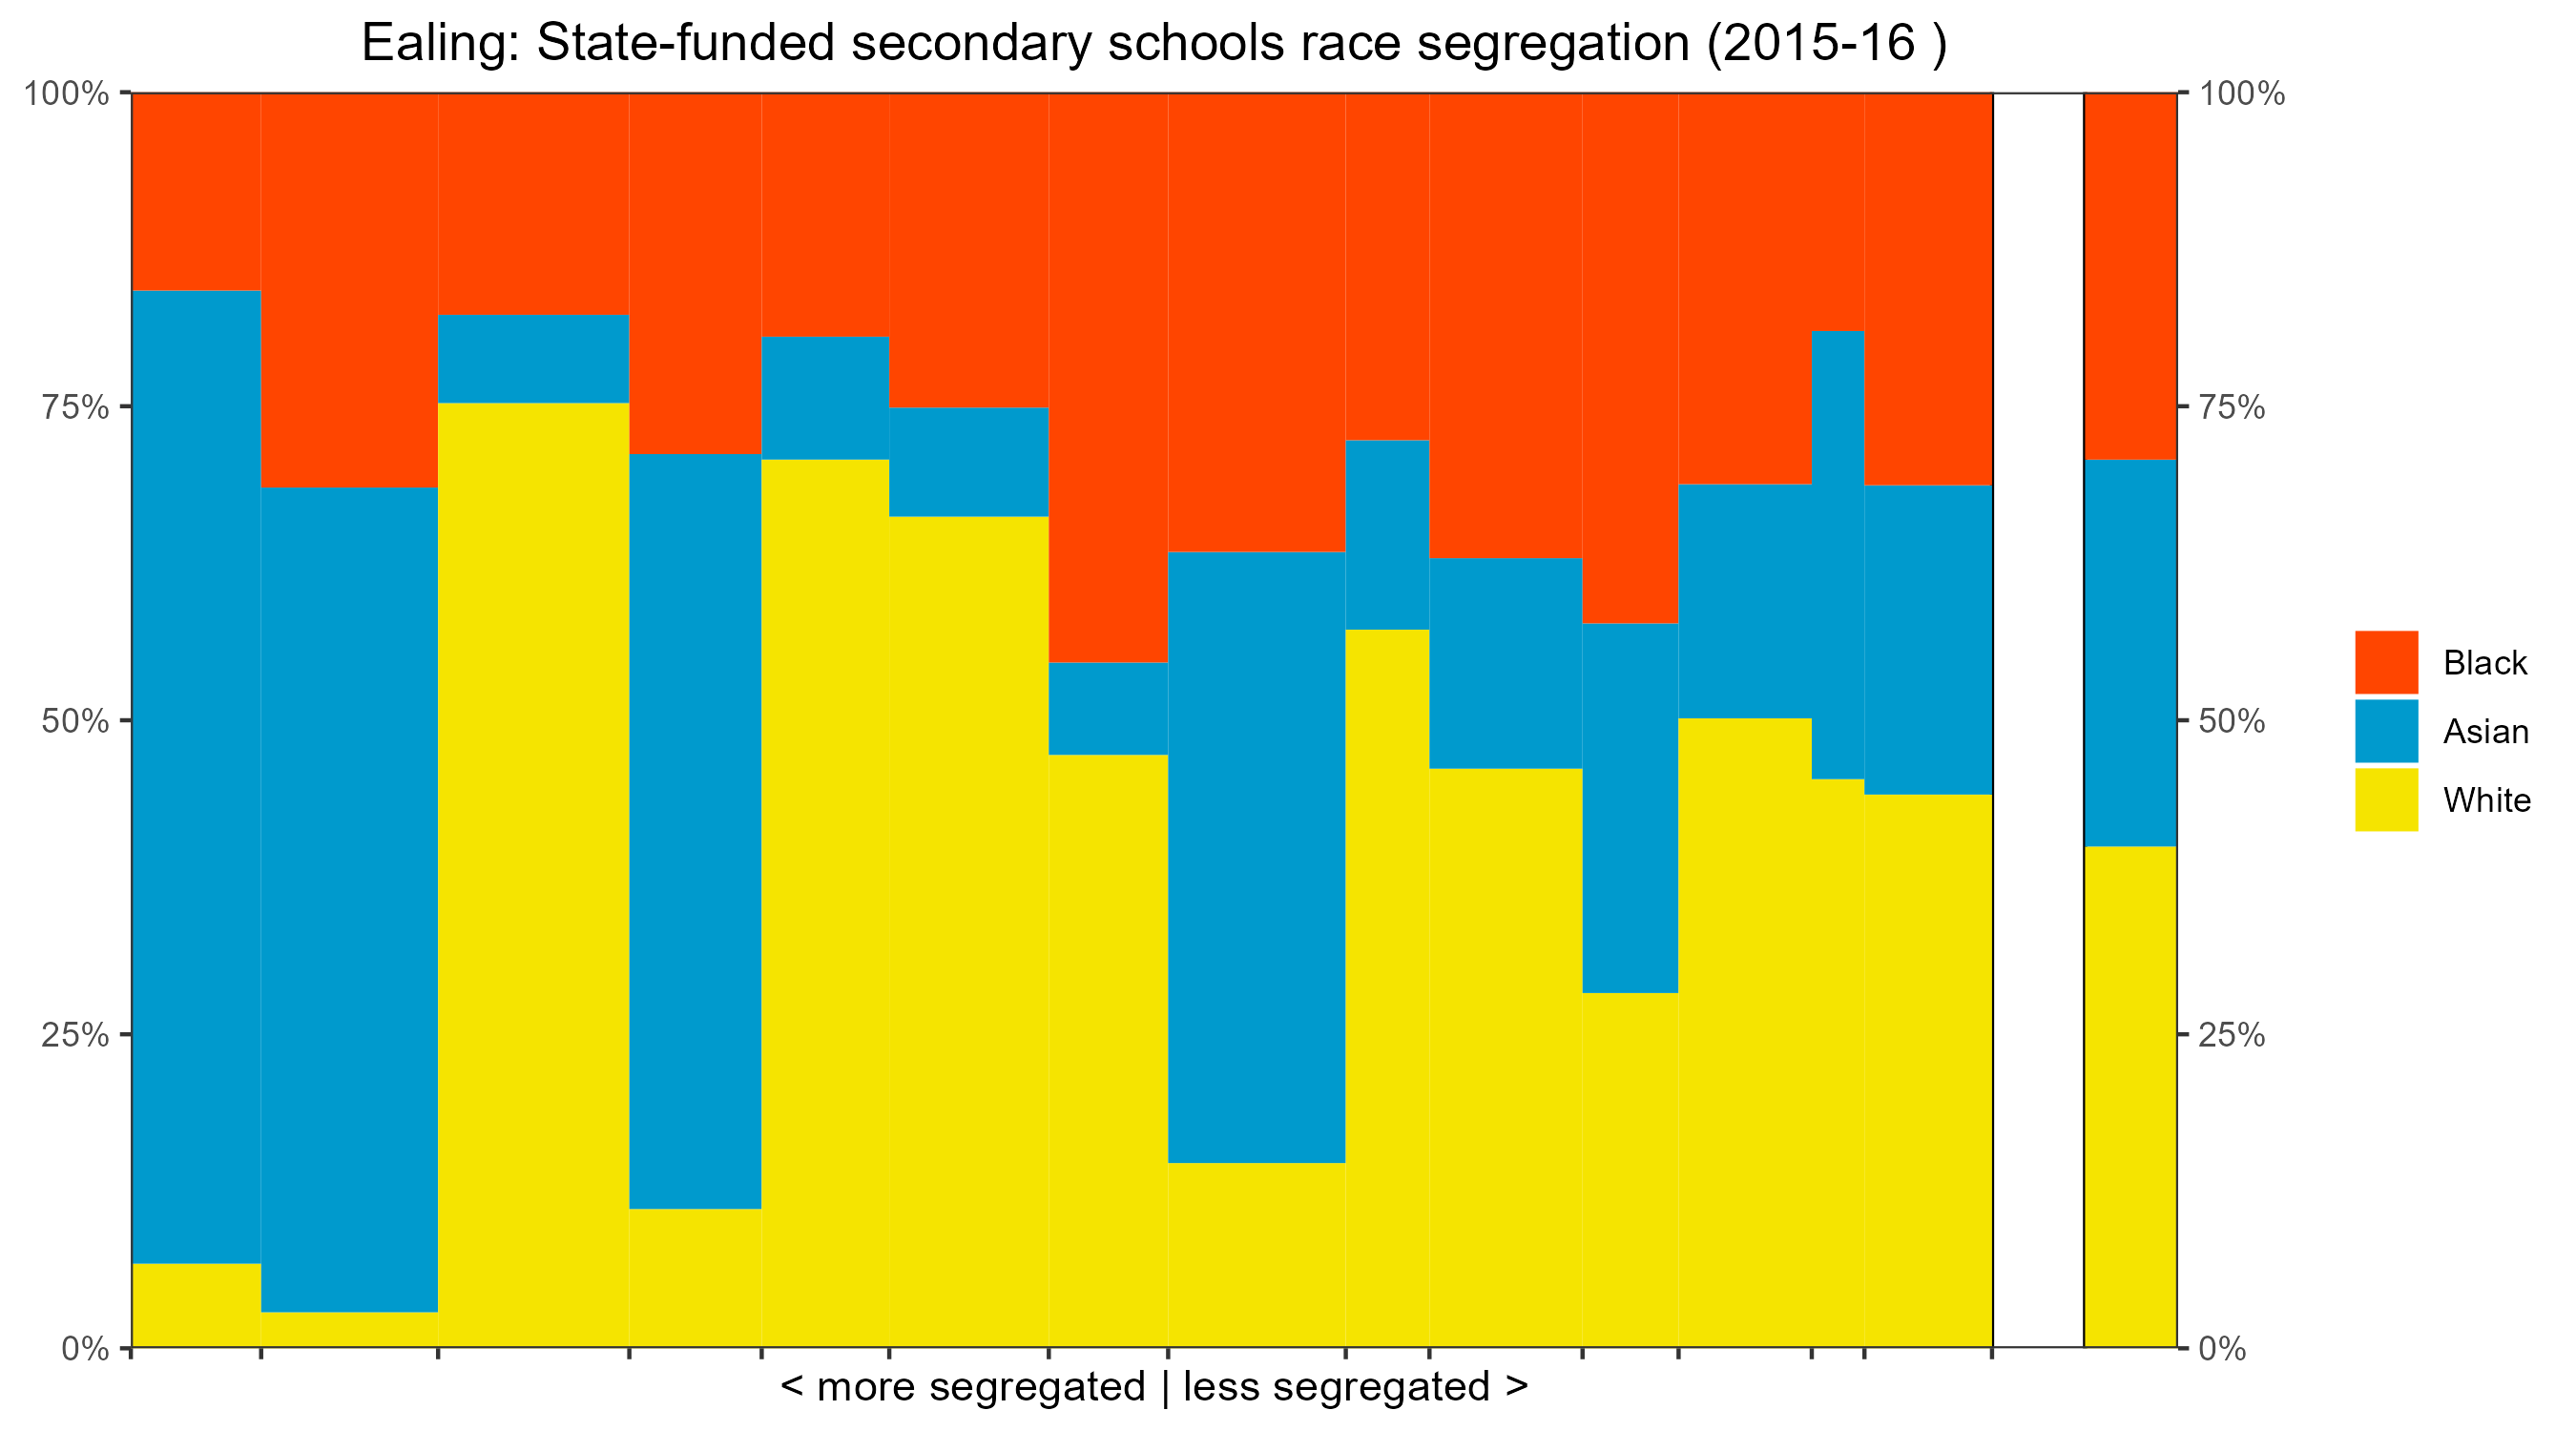 Ealing: State-funded secondary schools race segregation (2015-16 )
100%
75%
50%
25%
0%
100%
75%
50%
25%
0%
Black
Asian
White
< more segregated | less segregated >